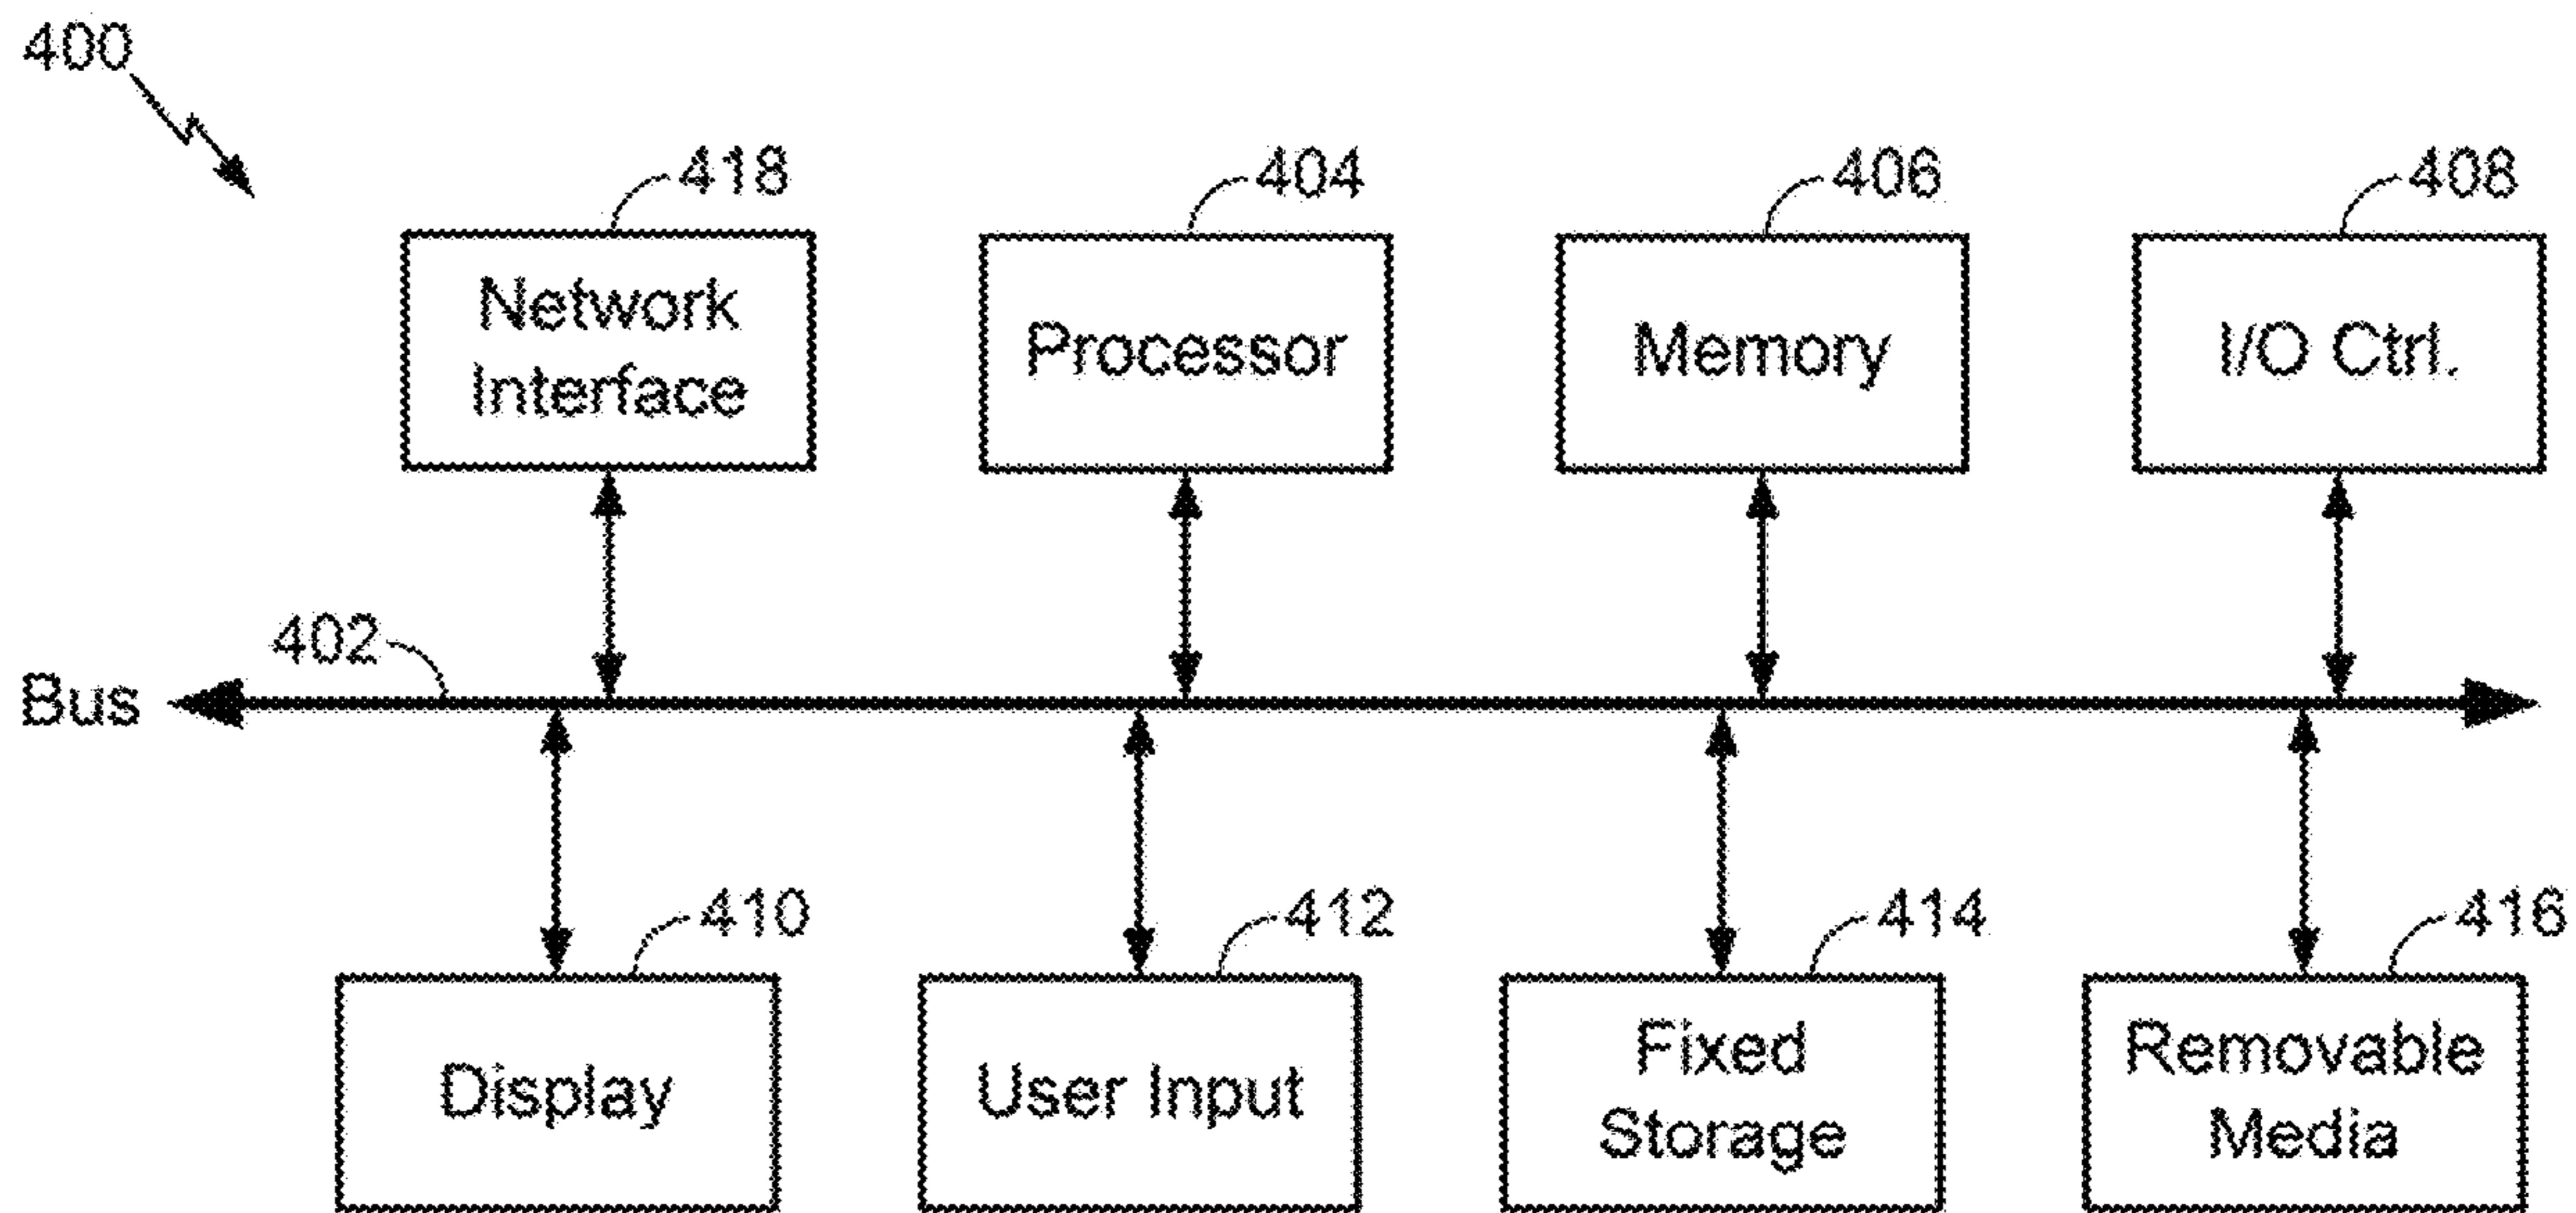 400
418
404
406
408
Network
Interface
Processor
Memory
I/O Ctrl.
402
Bus
410
412
414
416
Display
User Input
Fixed
Storage
Removable
Media